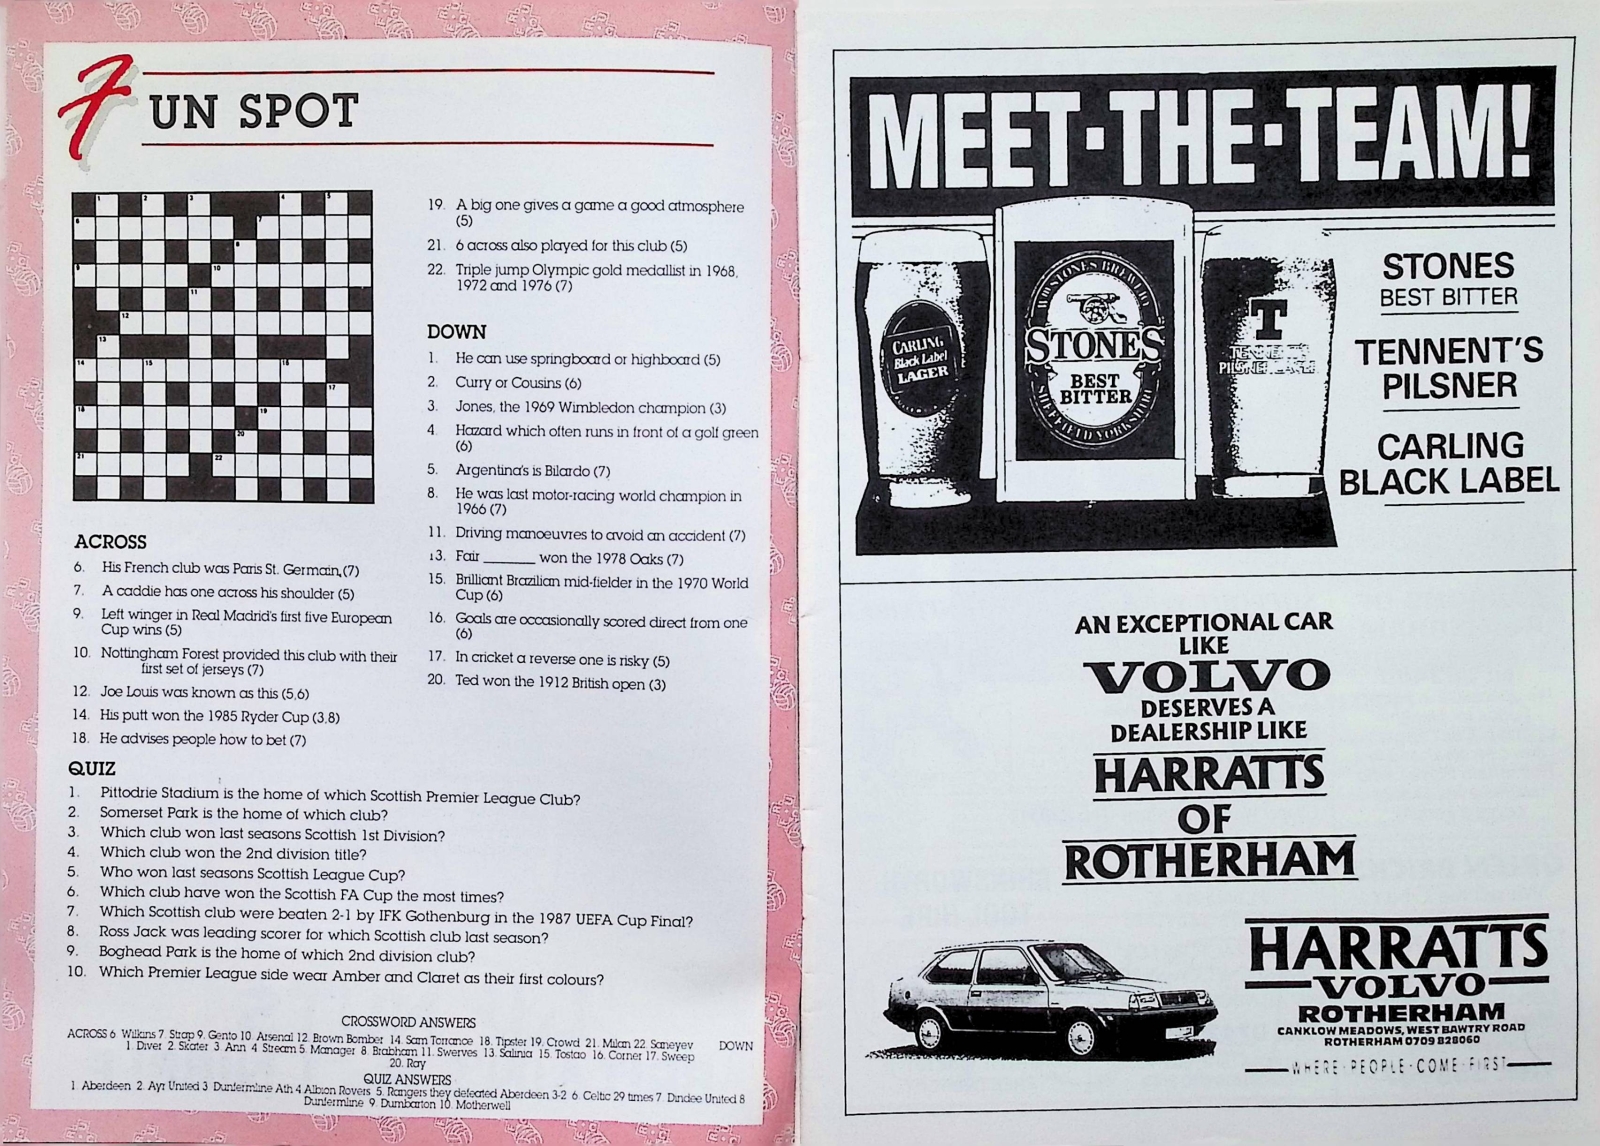 FUN SPOT
19. A big one gives a game a good atmosphere
(5)
21. 6 across also played for this club (5)
22. Triple jump Olympic gold medallist in 1968,
1972 and 1976 (7)
DOWN
1. He can use springboard or highboard (5)
2. Curry or Cousins (6)
3. Jones, the 1969 Wimbledon champion (3)
4. Hazard which often runs in front of a golf green
(6)
5. Argentina's is Bilardo (7)
8. He was last motor-racing world champion in
1966 (7)
11. Driving manoeuvres to avoid an accident (7)
13. Fair ______ won the 1978 Oaks (7)
15. Brilliant Brazilian mid-fielder in the 1970 World
Cup (6)
16. Goals are occasionally scored direct from one
(6)
17. In cricket a reverse one is risky (5)
20. Ted won the 1912 British open (3)
ACROSS
6. His French club was Paris St. Germain, (7)
7. A caddie has one across his shoulder (5)
9. Left winger in Real Madrid's first five European
Cup wins (5)
10. Nottingham Forest provided this club with their
first set of jerseys (7)
12. Joe Louis was known as this (5,6)
14. His putt won the 1985 Ryder Cup (3,8)
18. He advises people how to bet (7)
QUIZ
1. Pittodrie Stadium is the home of which Scottish Premier League Club?
2. Somerset Park is the home of which club?
3. Which club won last seasons Scottish 1st Division?
4. Which club won the 2nd division title?
5. Who won last seasons Scottish League Cup?
6. Which club have won the Scottish FA Cup the most times?
7. Which Scottish club were beaten 2-1 by IFK Gothenburg in the 1987 UEFA Cup Final?
8. Ross Jack was leading scorer for which Scottish club last season?
9. Boghead Park is the home of which 2nd division club?
10. Which Premier League side wear Amber and Claret as their first colours?
CROSSWORD ANSWERS
ACROSS 6 Wilkins 7. Strap 9. Gento 10. Arsenal 12. Brown Bomber 14. Sam Torrance 18. Tipster 19. Crowd 21. Milan 22. Saneyev DOWN
1. Diver 2. Skater 3. Ann 4 Stream 5. Manager 8 Brabham 11. Swerves 13. Salinia 15. Tostao 16. Corner 17. Sweep
20. Ray
QUIZ ANSWERS
1. Aberdeen 2. Ayr United 3 Dunfermline Ath 4 Albion Rovers 5. Rangers they defeated Aberdeen 3-2 6. Celtic 29 times 7. Dundee United 8
Dunfermline 9. Dumbarton 10. Motherwell
MEET·THE·TEAM!
CARLING
Black Label
LAGER
WM STONES BREWERY
STONES
BEST
BITTER
SHEFFIELD YORKSHIRE
T
TENNENT'S
PILSNER LAGER
STONES
BEST BITTER
TENNENT'S
PILSNER
CARLING
BLACK LABEL
AN EXCEPTIONAL CAR
LIKE
VOLVO
DESERVES A
DEALERSHIP LIKE
HARRATTS
OF
ROTHERHAM
HARRATTS
VOLVO
ROTHERHAM
CANKLOW MEADOWS, WEST BAWTRY ROAD
ROTHERHAM 0709 828060
WHERE·PEOPLE·COME·FIRST